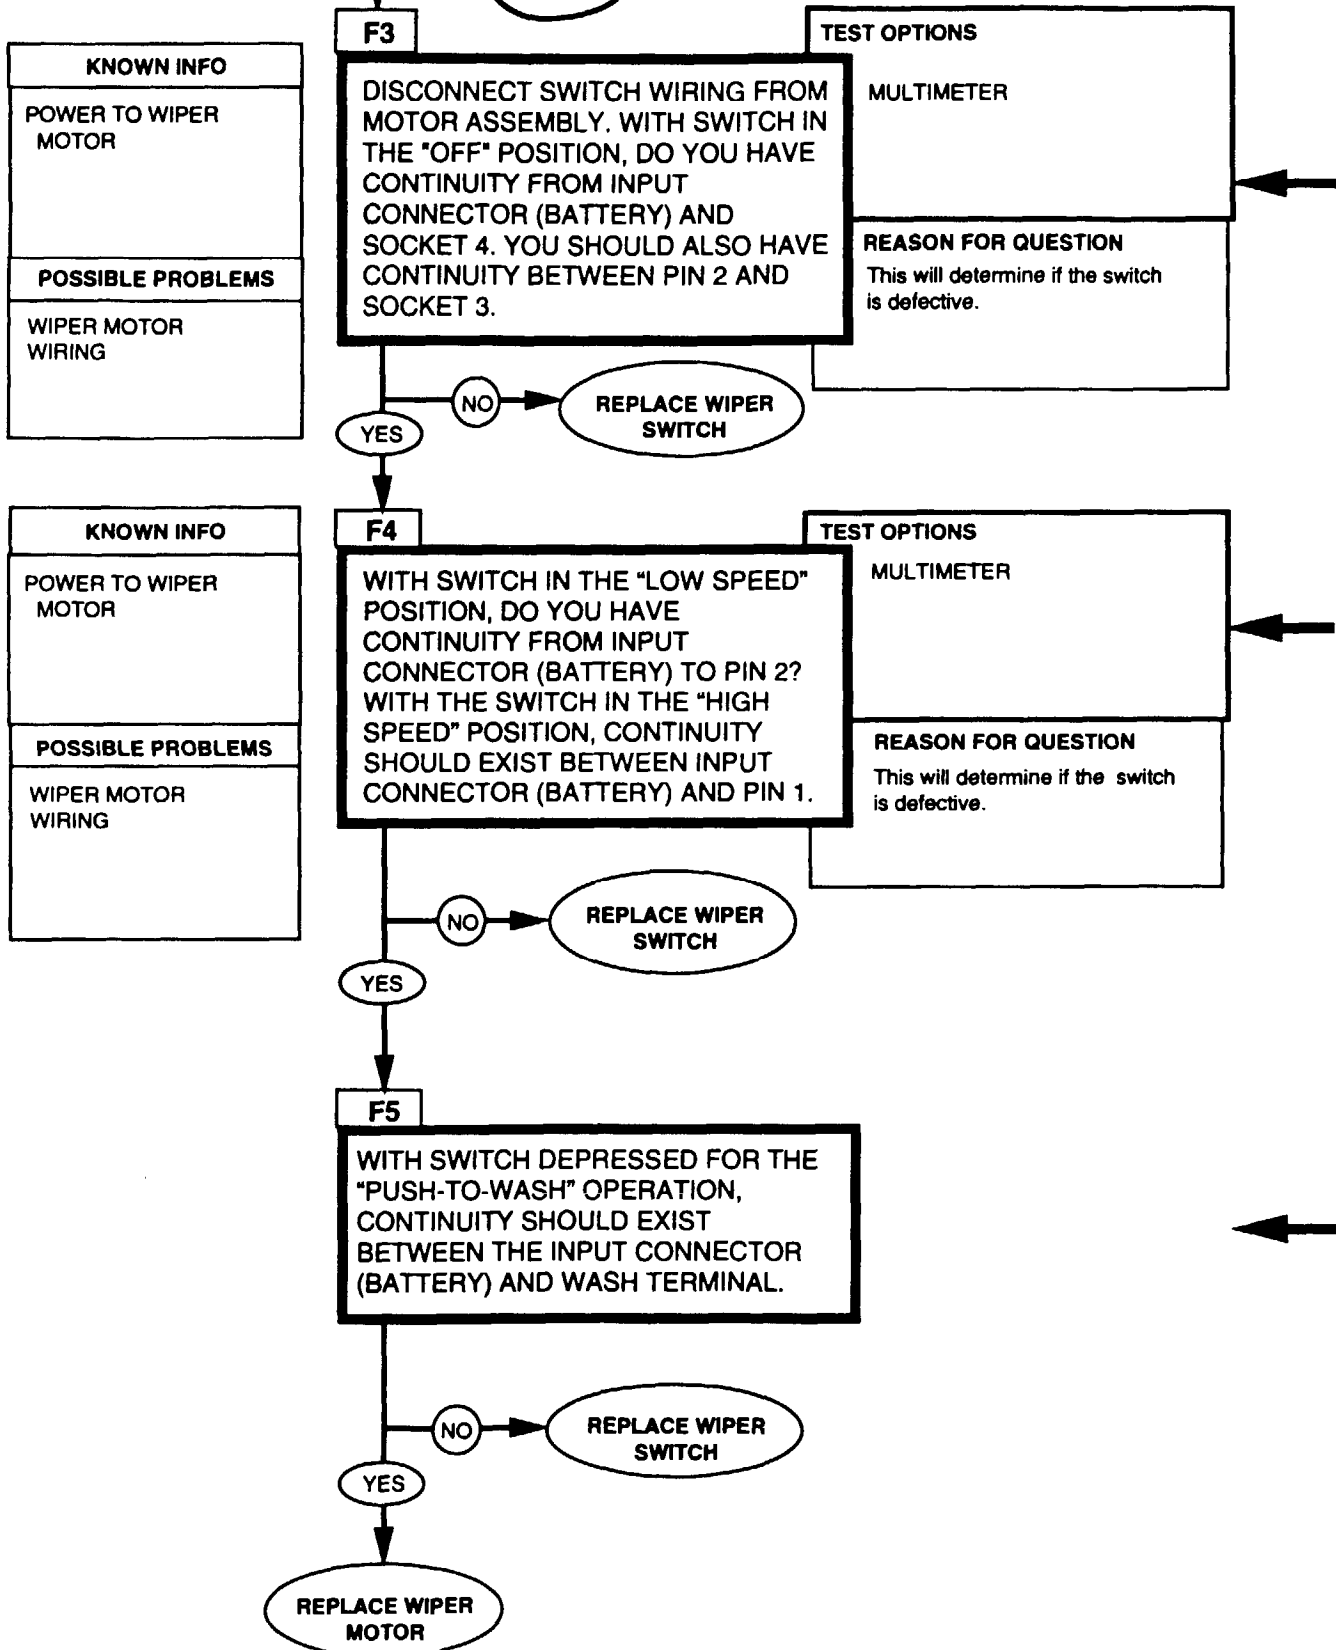 F3
KNOWN INFO
POWER TO WIPER
MOTOR
POSSIBLE PROBLEMS
WIPER MOTOR
WIRING
DISCONNECT SWITCH WIRING FROM
MOTOR ASSEMBLY. WITH SWITCH IN
THE "OFF" POSITION, DO YOU HAVE
CONTINUITY FROM INPUT
CONNECTOR (BATTERY) AND
SOCKET 4. YOU SHOULD ALSO HAVE
CONTINUITY BETWEEN PIN 2 AND
SOCKET 3.
TEST OPTIONS
MULTIMETER
REASON FOR QUESTION
This will determine if the switch
is defective.
NO
REPLACE WIPER
SWITCH
YES
F4
KNOWN INFO
POWER TO WIPER
MOTOR
POSSIBLE PROBLEMS
WIPER MOTOR
WIRING
WITH SWITCH IN THE "LOW SPEED"
POSITION, DO YOU HAVE
CONTINUITY FROM INPUT
CONNECTOR (BATTERY) TO PIN 2?
WITH THE SWITCH IN THE "HIGH
SPEED" POSITION, CONTINUITY
SHOULD EXIST BETWEEN INPUT
CONNECTOR (BATTERY) AND PIN 1.
TEST OPTIONS
MULTIMETER
REASON FOR QUESTION
This will determine if the switch
is defective.
NO
REPLACE WIPER
SWITCH
YES
F5
WITH SWITCH DEPRESSED FOR THE
"PUSH-TO-WASH" OPERATION,
CONTINUITY SHOULD EXIST
BETWEEN THE INPUT CONNECTOR
(BATTERY) AND WASH TERMINAL.
NO
REPLACE WIPER
SWITCH
YES
REPLACE WIPER
MOTOR